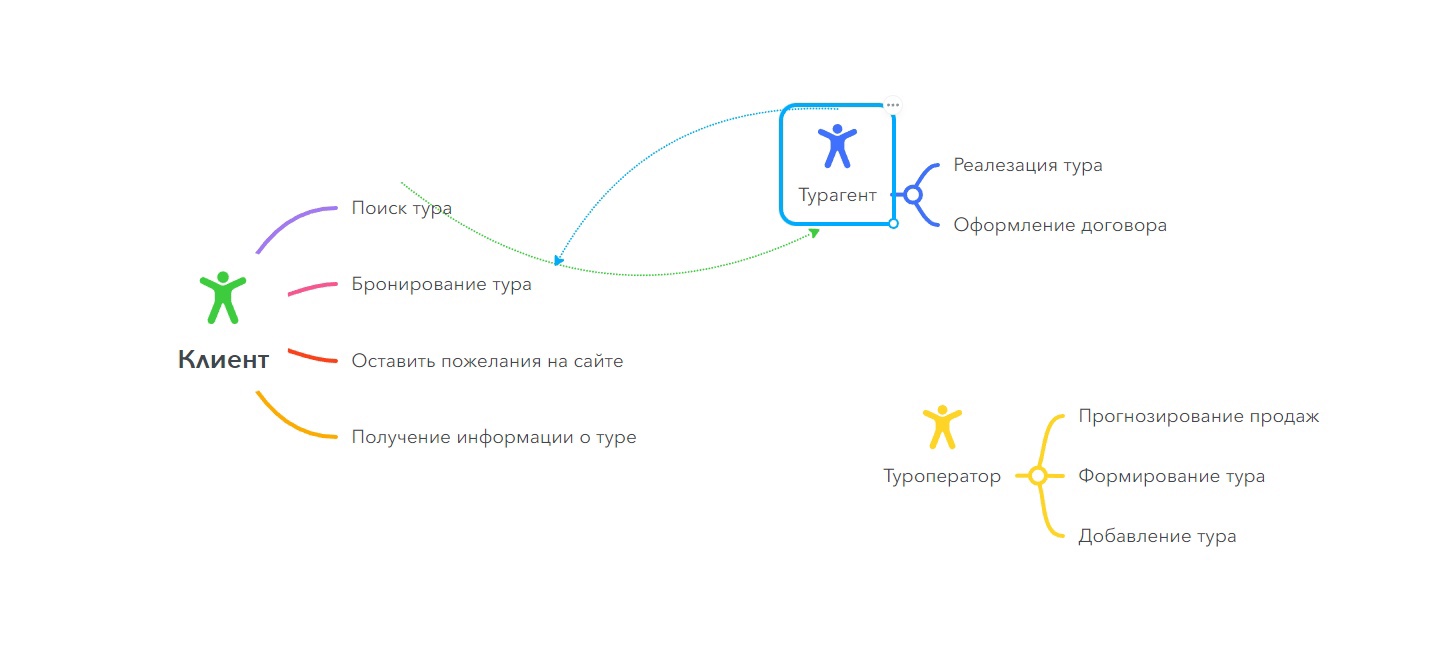 Клиент
Поиск тура
Бронирование тура
Оставить пожелания на сайте
Получение информации о туре
Турагент
Реалезация тура
Оформление договора
Туроператор
Прогнозирование продаж
Формирование тура
Добавление тура